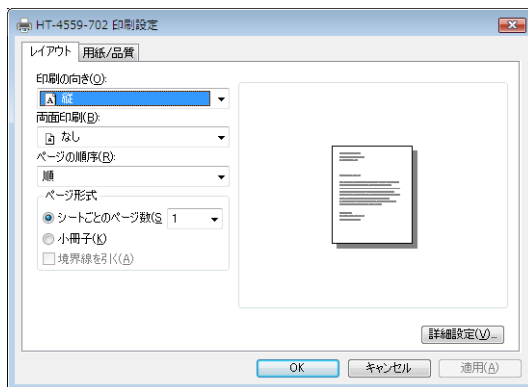 HT-4559-702 印刷設定
レイアウト 用紙/品質
印刷の向き(O):
縦
両面印刷(B):
なし
ページの順序(R):
順
ページ形式
シートごとのページ数(S 1
小冊子(K)
境界線を引く(A)
詳細設定(V)...
OK キャンセル 適用(A)